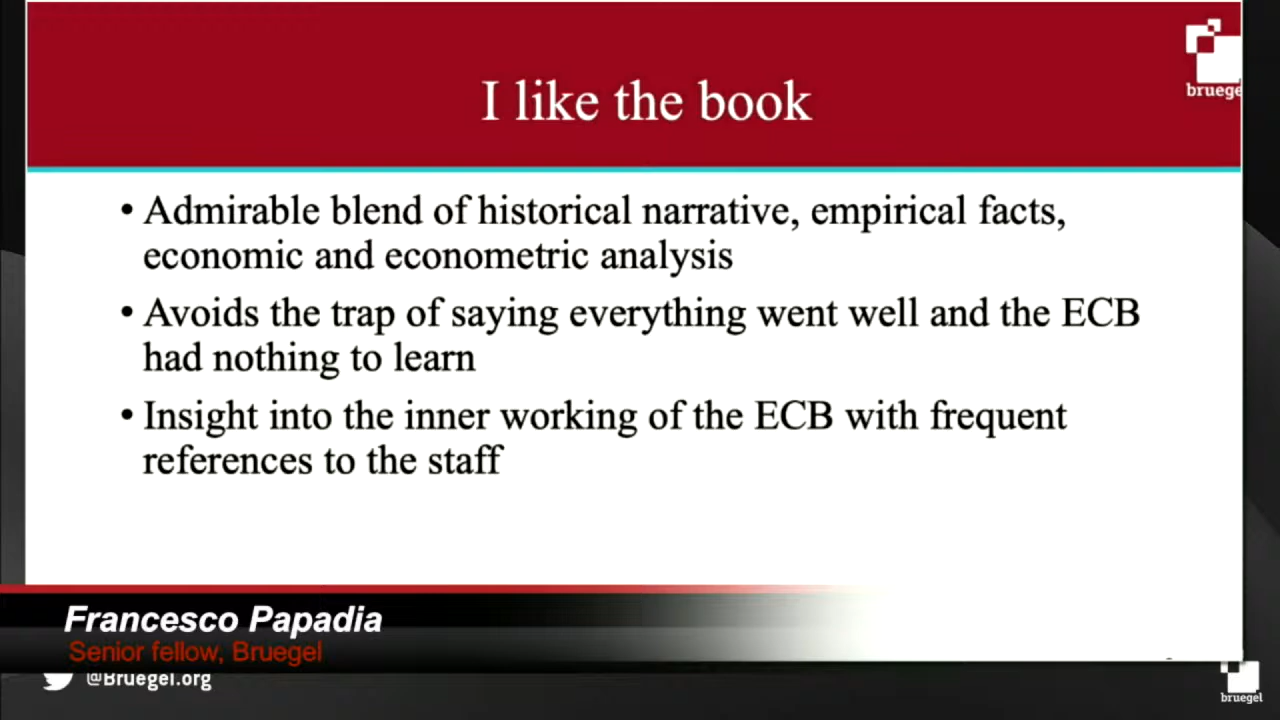 I like the book
bruege
• Admirable blend of historical narrative, empirical facts,
economic and econometric analysis
• Avoids the trap of saying everything went well and the ECB
had nothing to learn
• Insight into the inner working of the ECB with frequent
references to the staff
Francesco Papadia
Senior fellow, Bruegel
@Bruegel.org
bruegel